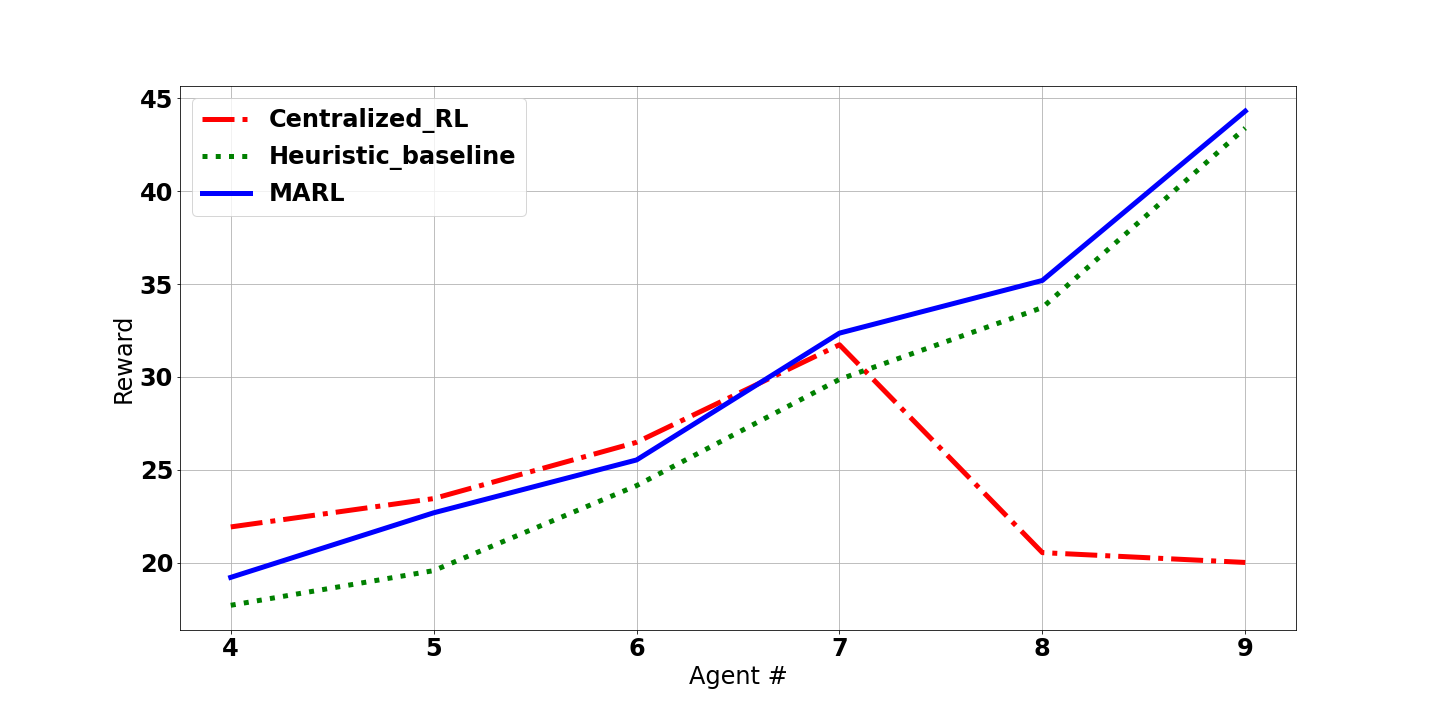 45
40
35
30
25
20
Reward
Centralized_RL
Heuristic_baseline
MARL
4 5 6 7 8 9
Agent #